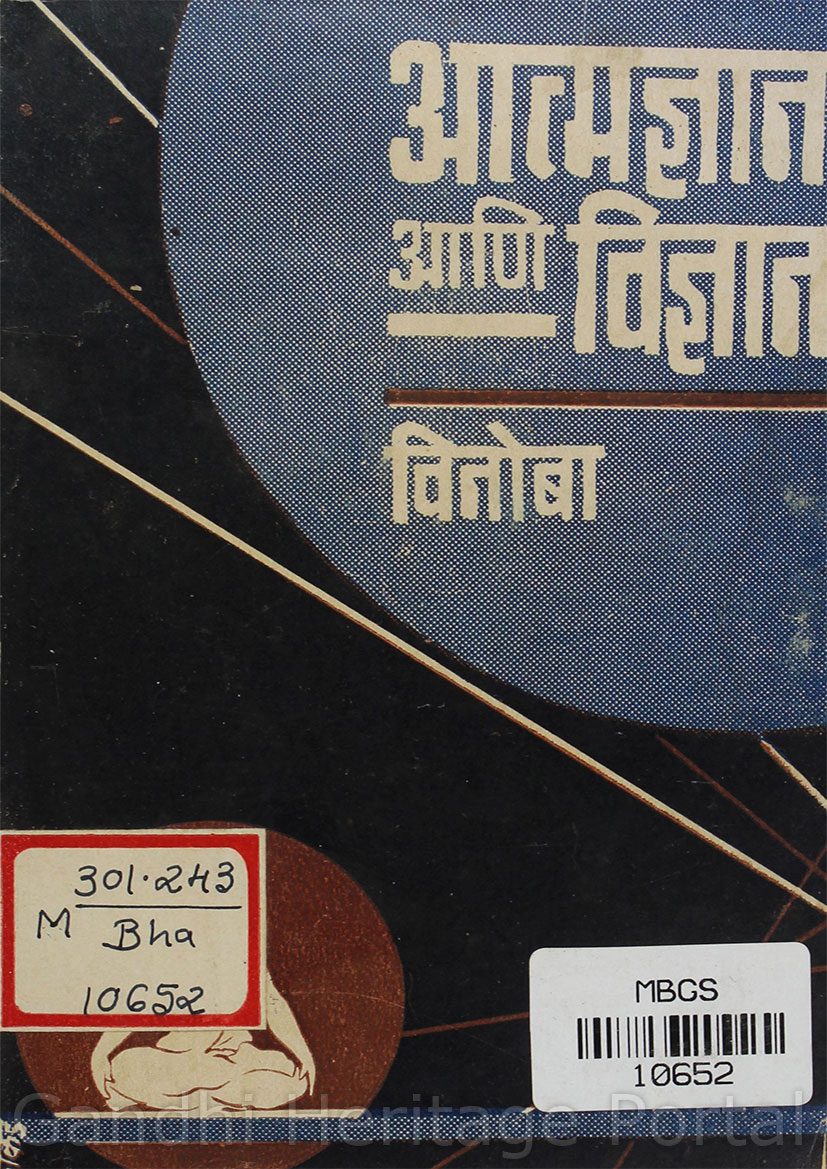 आत्मज्ञान
आणि विज्ञान
विनोबा
301.243
M Bha
10652
MBGS
10652
Gandhi Heritage Portal